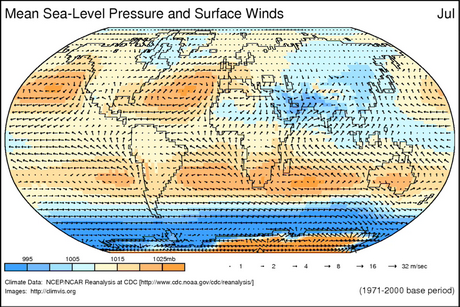 Mean Sea-Level Pressure and Surface Winds
Jul
995 1005 1015 1025mb
- 1 - 2 → 4 → 8 → 16 → 32 m/sec
Climate Data: NCEP/NCAR Reanalysis at CDC [http://www.cdc.noaa.gov/cdc/reanalysis/]
Images: http://climvis.org
(1971-2000 base period)